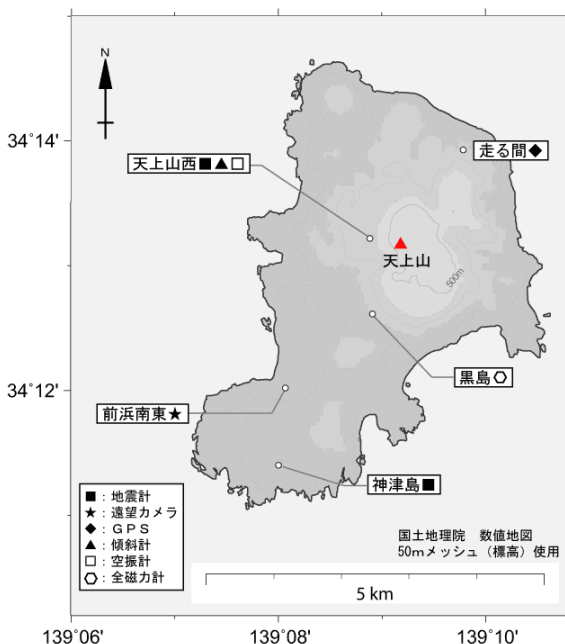 N
34°14'
走る間◆
天上山西■▲□
天上山
500m
黒島⬡
34°12'
前浜南東★
神津島■
■：地震計
★：遠望カメラ
◆：ＧＰＳ
▲：傾斜計
□：空振計
⬡：全磁力計
国土地理院　数値地図
50mメッシュ（標高）使用
5 km
139°06'
139°08'
139°10'